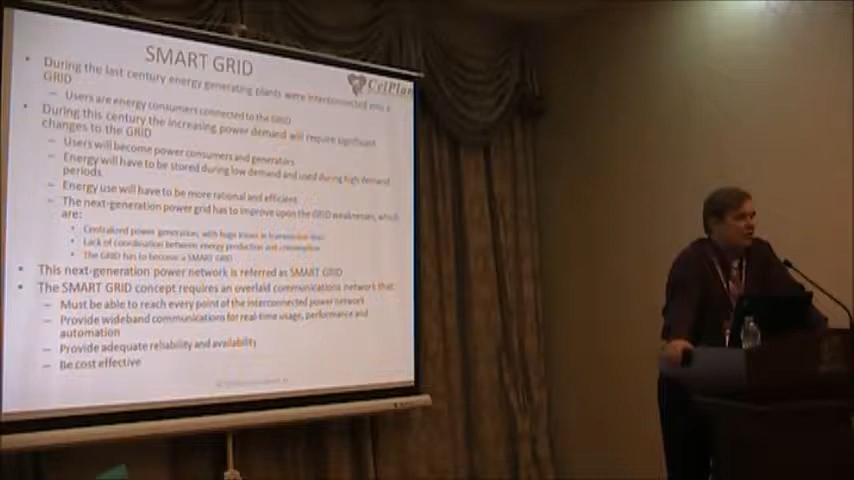 SMART GRID
CelPlan
• During the last century energy generating plants were interconnected into a
GRID
– Users are energy consumers connected to the GRID
• During this century the increasing power demand will require significant
changes to the GRID
– Users will become power consumers and generators
– Energy will have to be stored during low demand and used during high demand
periods
– Energy use will have to be more rational and efficient
– The next-generation power grid has to improve upon the GRID weaknesses, which
are:
• Centralized power generation, with huge losses in transmission lines
• Lack of coordination between energy production and consumption
• The GRID has to become a SMART GRID
• This next-generation power network is referred as SMART GRID
• The SMART GRID concept requires an overlaid communications network that:
– Must be able to reach every point of the interconnected power network
– Provide wideband communications for real-time usage, performance and
automation
– Provide adequate reliability and availability
– Be cost effective